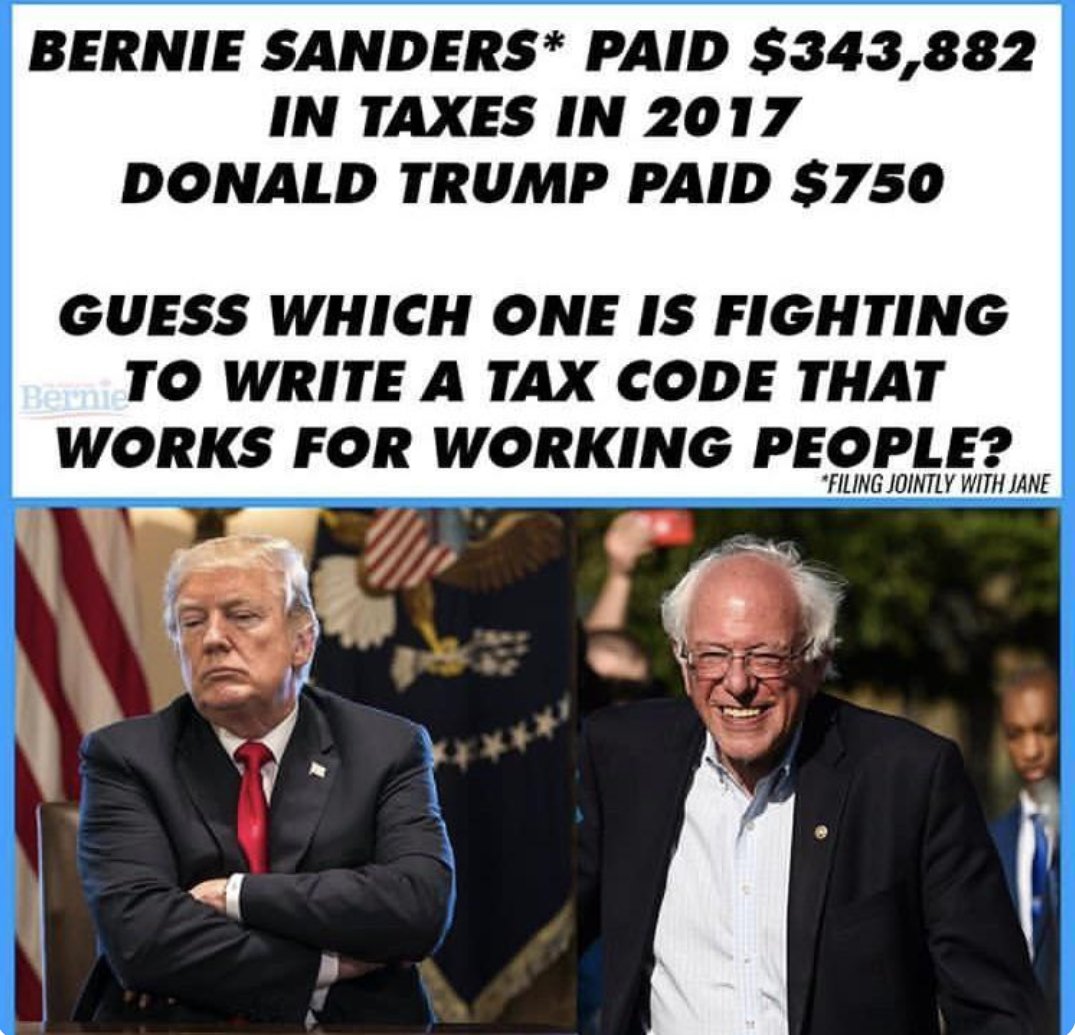 BERNIE SANDERS* PAID $343,882
IN TAXES IN 2017
DONALD TRUMP PAID $750
GUESS WHICH ONE IS FIGHTING
TO WRITE A TAX CODE THAT
Bernie
WORKS FOR WORKING PEOPLE?
*FILING JOINTLY WITH JANE